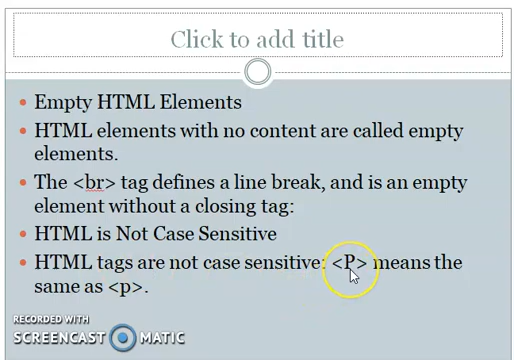 Click to add title
Empty HTML Elements
HTML elements with no content are called empty
elements.
The <br> tag defines a line break, and is an empty
element without a closing tag:
HTML is Not Case Sensitive
HTML tags are not case sensitive: <P> means the
same as <p>.
RECORDED WITH
SCREENCAST MATIC